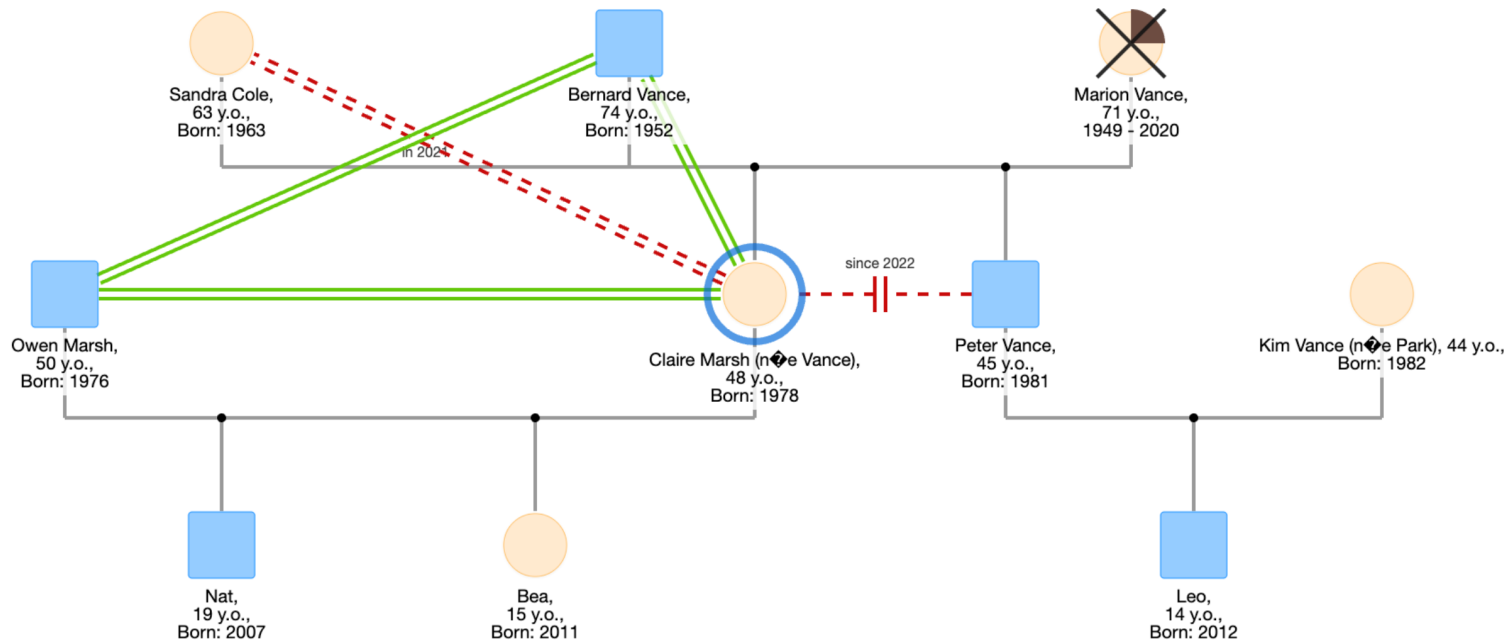 Sandra Cole,
63 y.o.,
Born: 1963
Bernard Vance,
74 y.o.,
Born: 1952
Marion Vance,
71 y.o.,
1949 - 2020
in 2021
since 2022
Owen Marsh,
50 y.o.,
Born: 1976
Claire Marsh (n�e Vance),
48 y.o.,
Born: 1978
Peter Vance,
45 y.o.,
Born: 1981
Kim Vance (n�e Park), 44 y.o.,
Born: 1982
Nat,
19 y.o.,
Born: 2007
Bea,
15 y.o.,
Born: 2011
Leo,
14 y.o.,
Born: 2012